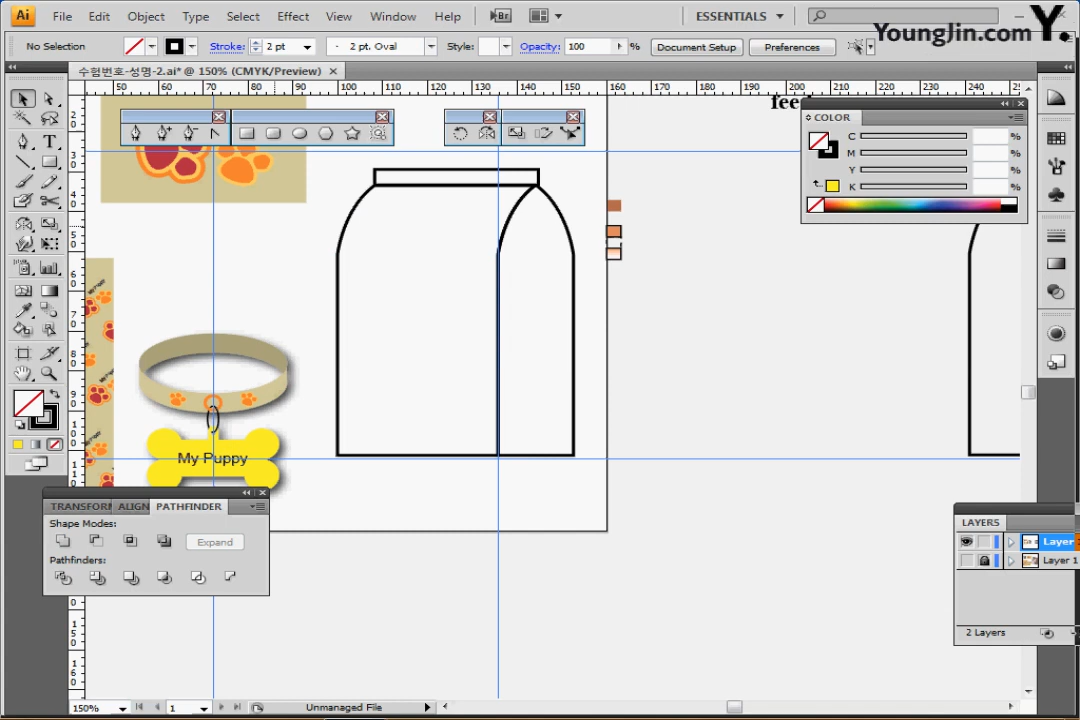 Ai File Edit Object Type Select Effect View Window Help Br ESSENTIALS
YoungJin.com Y.
No Selection Stroke: 2 pt 2 pt. Oval Style: Opacity: 100 % Document Setup Preferences
수험번호-성명-2.ai* @ 150% (CMYK/Preview)
50 60 70 80 90 100 110 120 130 140 150 160 170 180 190 200 210 220 230 240
COLOR
C %
M %
Y %
K %
My Puppy
TRANSFORM ALIGN PATHFINDER
Shape Modes:
Expand
Pathfinders:
LAYERS
Layer
Layer 1
2 Layers
150% 1 Unmanaged File